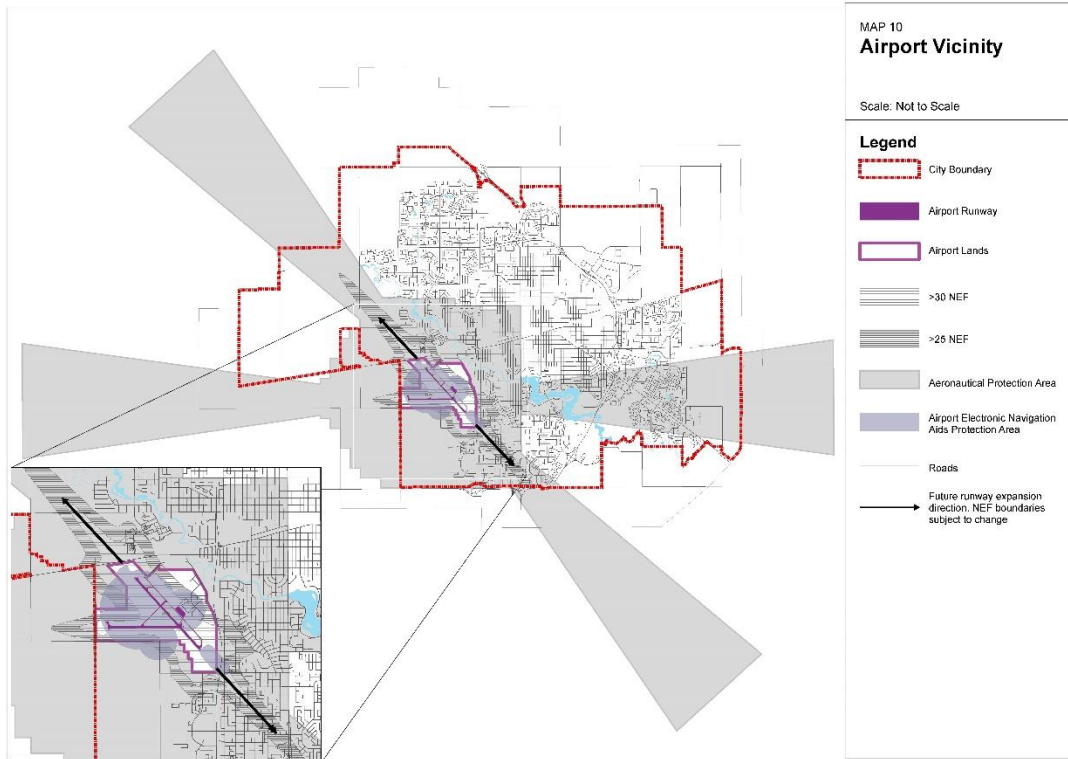 MAP 10
Airport Vicinity
Scale: Not to Scale
Legend
City Boundary
Airport Runway
Airport Lands
>30 NEF
>25 NEF
Aeronautical Protection Area
Airport Electronic Navigation
Aids Protection Area
Roads
Future runway expansion
direction. NEF boundaries
subject to change